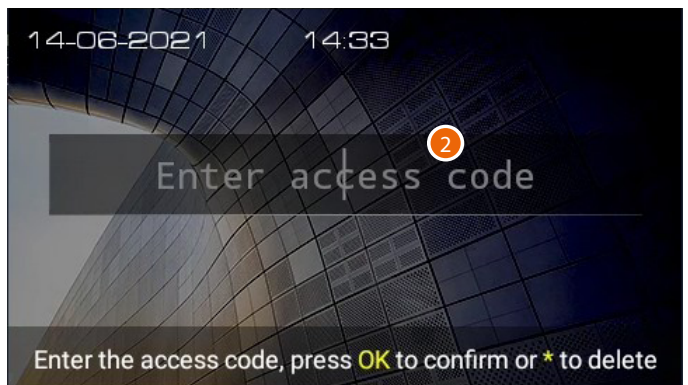 14-06-2021 14:33
2
Enter access code
Enter the access code, press OK to confirm or * to delete